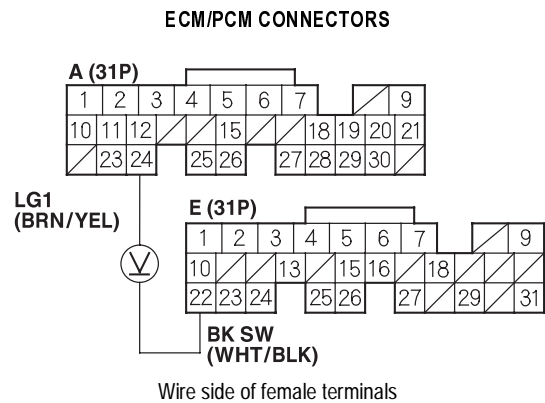 ECM/PCM CONNECTORS
A (31P)
1 2 3 4 5 6 7 9
10 11 12 15 18 19 20 21
23 24 25 26 27 28 29 30
LG1
(BRN/YEL)
V
E (31P)
1 2 3 4 5 6 7 9
10 13 15 16 18
22 23 24 25 26 27 29 31
BK SW
(WHT/BLK)
Wire side of female terminals